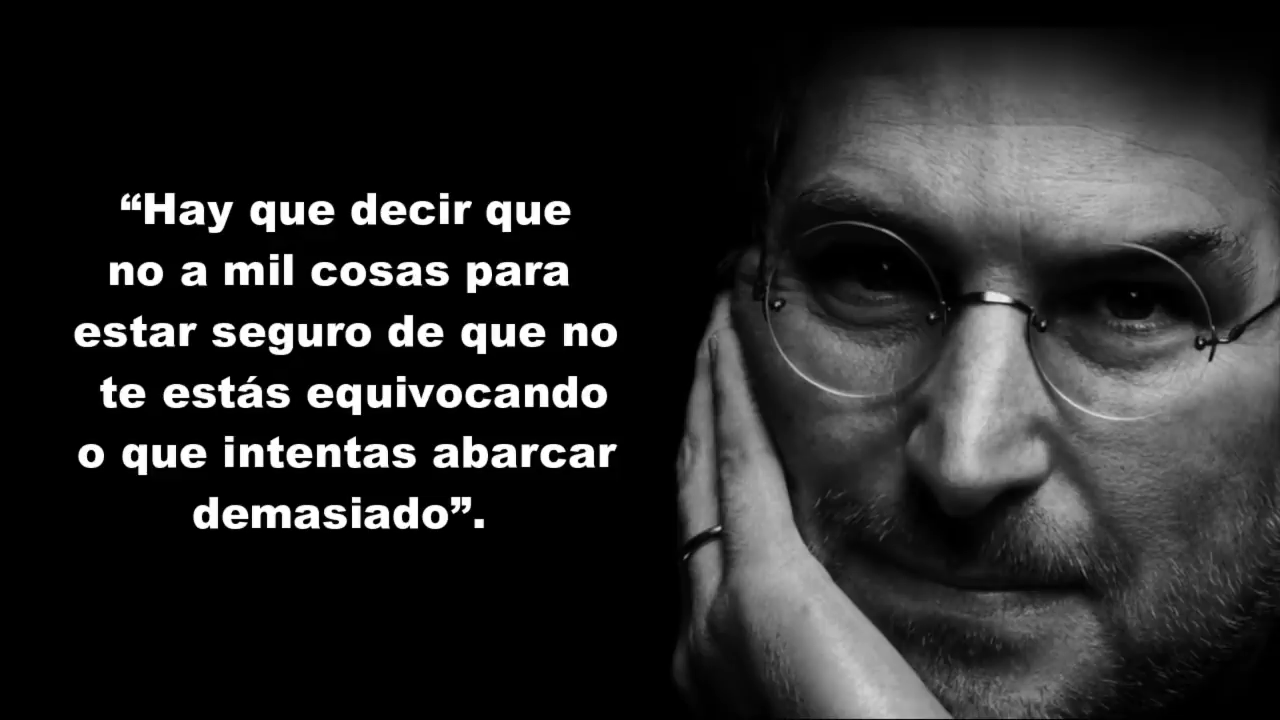 “Hay que decir que
no a mil cosas para
estar seguro de que no
te estás equivocando
o que intentas abarcar
demasiado”.